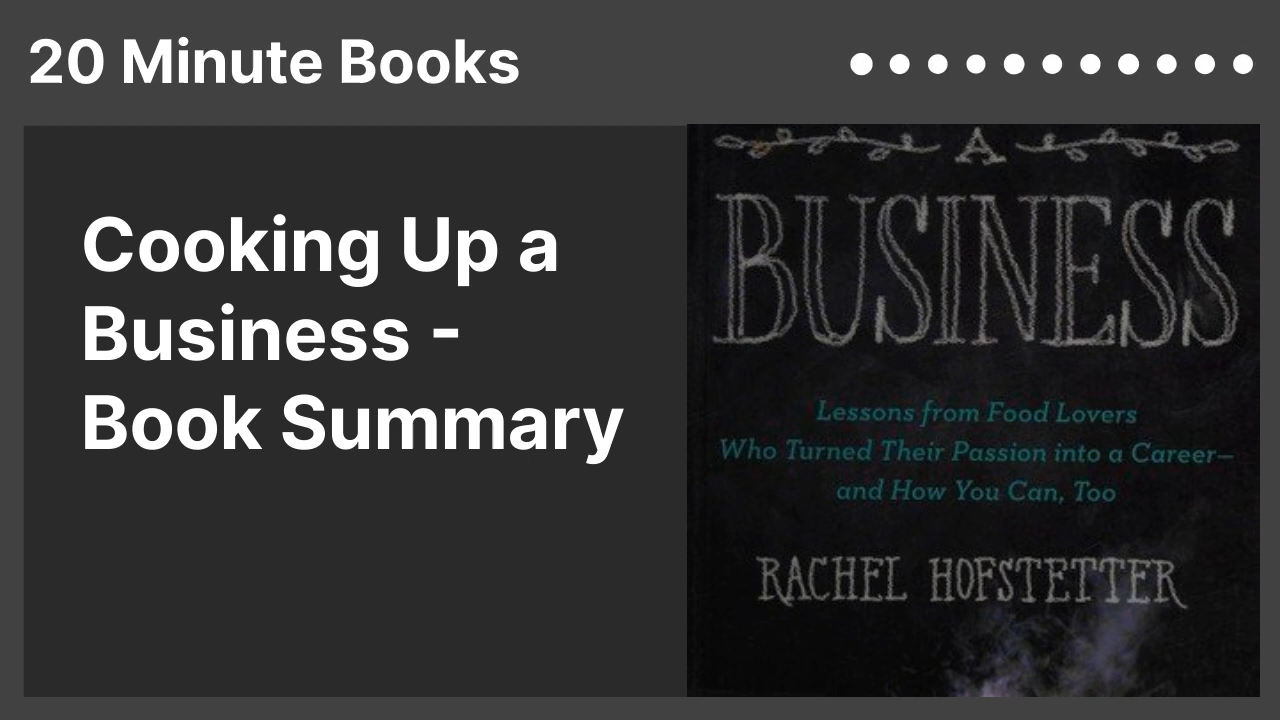 20 Minute Books
Cooking Up a
Business -
Book Summary
A
BUSINESS
Lessons from Food Lovers
Who Turned Their Passion into a Career—
and How You Can, Too
RACHEL HOFSTETTER